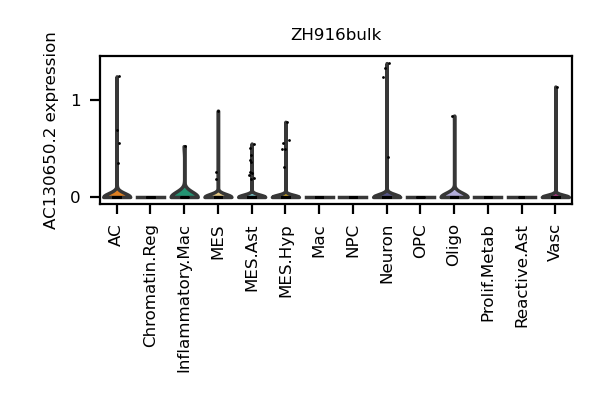 ZH916bulk
AC130650.2 expression
1
0
AC
Chromatin.Reg
Inflammatory.Mac
MES
MES.Ast
MES.Hyp
Mac
NPC
Neuron
OPC
Oligo
Prolif.Metab
Reactive.Ast
Vasc